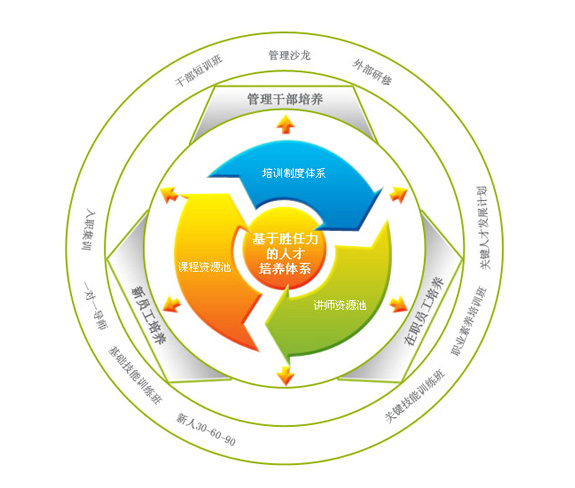 干部短训班
管理沙龙
外部研修
管理干部培养
培训制度体系
基于胜任力
的人才
培养体系
课程资源池
讲师资源池
新员工培养
在职员工培养
入职集训
一对一导师
基础技能训练班
新人30-60-90
关键人才发展计划
职业素养培训班
关键技能训练班